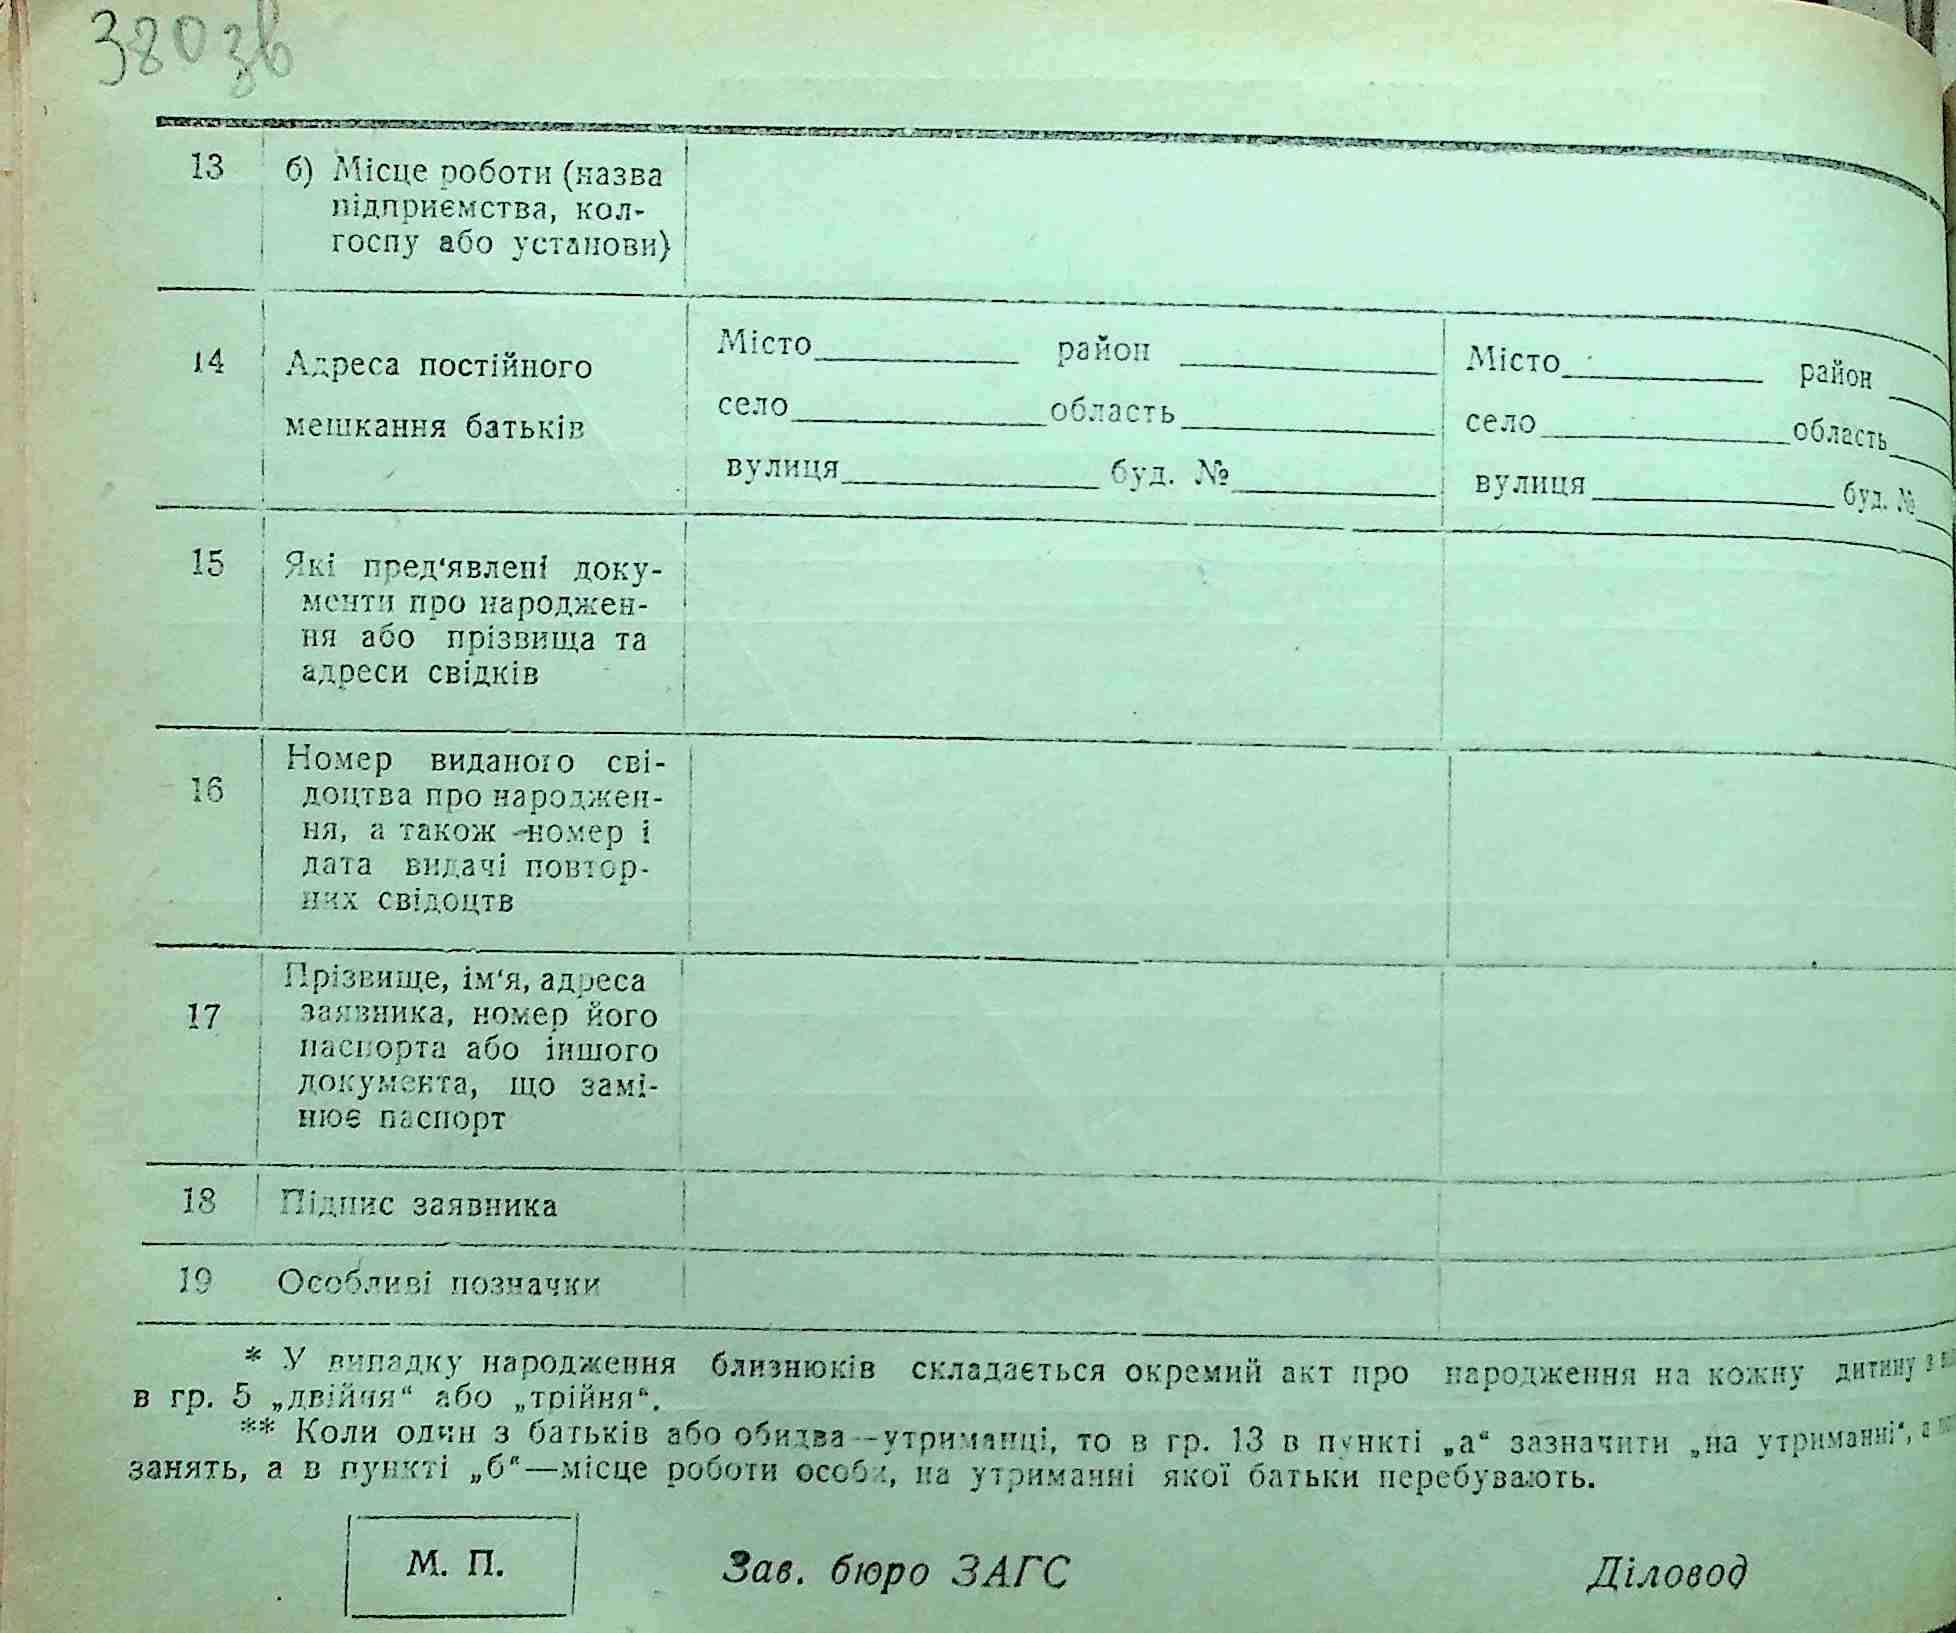 380 зв
13 б) Місце роботи (назва
підприємства, кол-
госпу або установи)
14 Адреса постійного
мешкання батьків
Місто район
село область
вулиця буд. №
Місто район
село область
вулиця буд. №
15 Які пред'явлені доку-
менти про народжен-
ня або прізвища та
адреси свідків
16 Номер виданого сві-
доцтва про народжен-
ня, а також номер і
дата видачі повтор-
них свідоцтв
17 Прізвище, ім'я, адреса
заявника, номер його
паспорта або іншого
документа, що замі-
нює паспорт
18 Підпис заявника
19 Особливі позначки
* У випадку народження близнюків складається окремий акт про народження на кожну дитину з
в гр. 5 „двійня“ або „трійня“.
** Коли один з батьків або обидва—утриманці, то в гр. 13 в пункті „а“ зазначити „на утриманні“, а
занять, а в пункті „б“—місце роботи особи, на утриманні якої батьки перебувають.
М. П. Зав. бюро ЗАГС Діловод